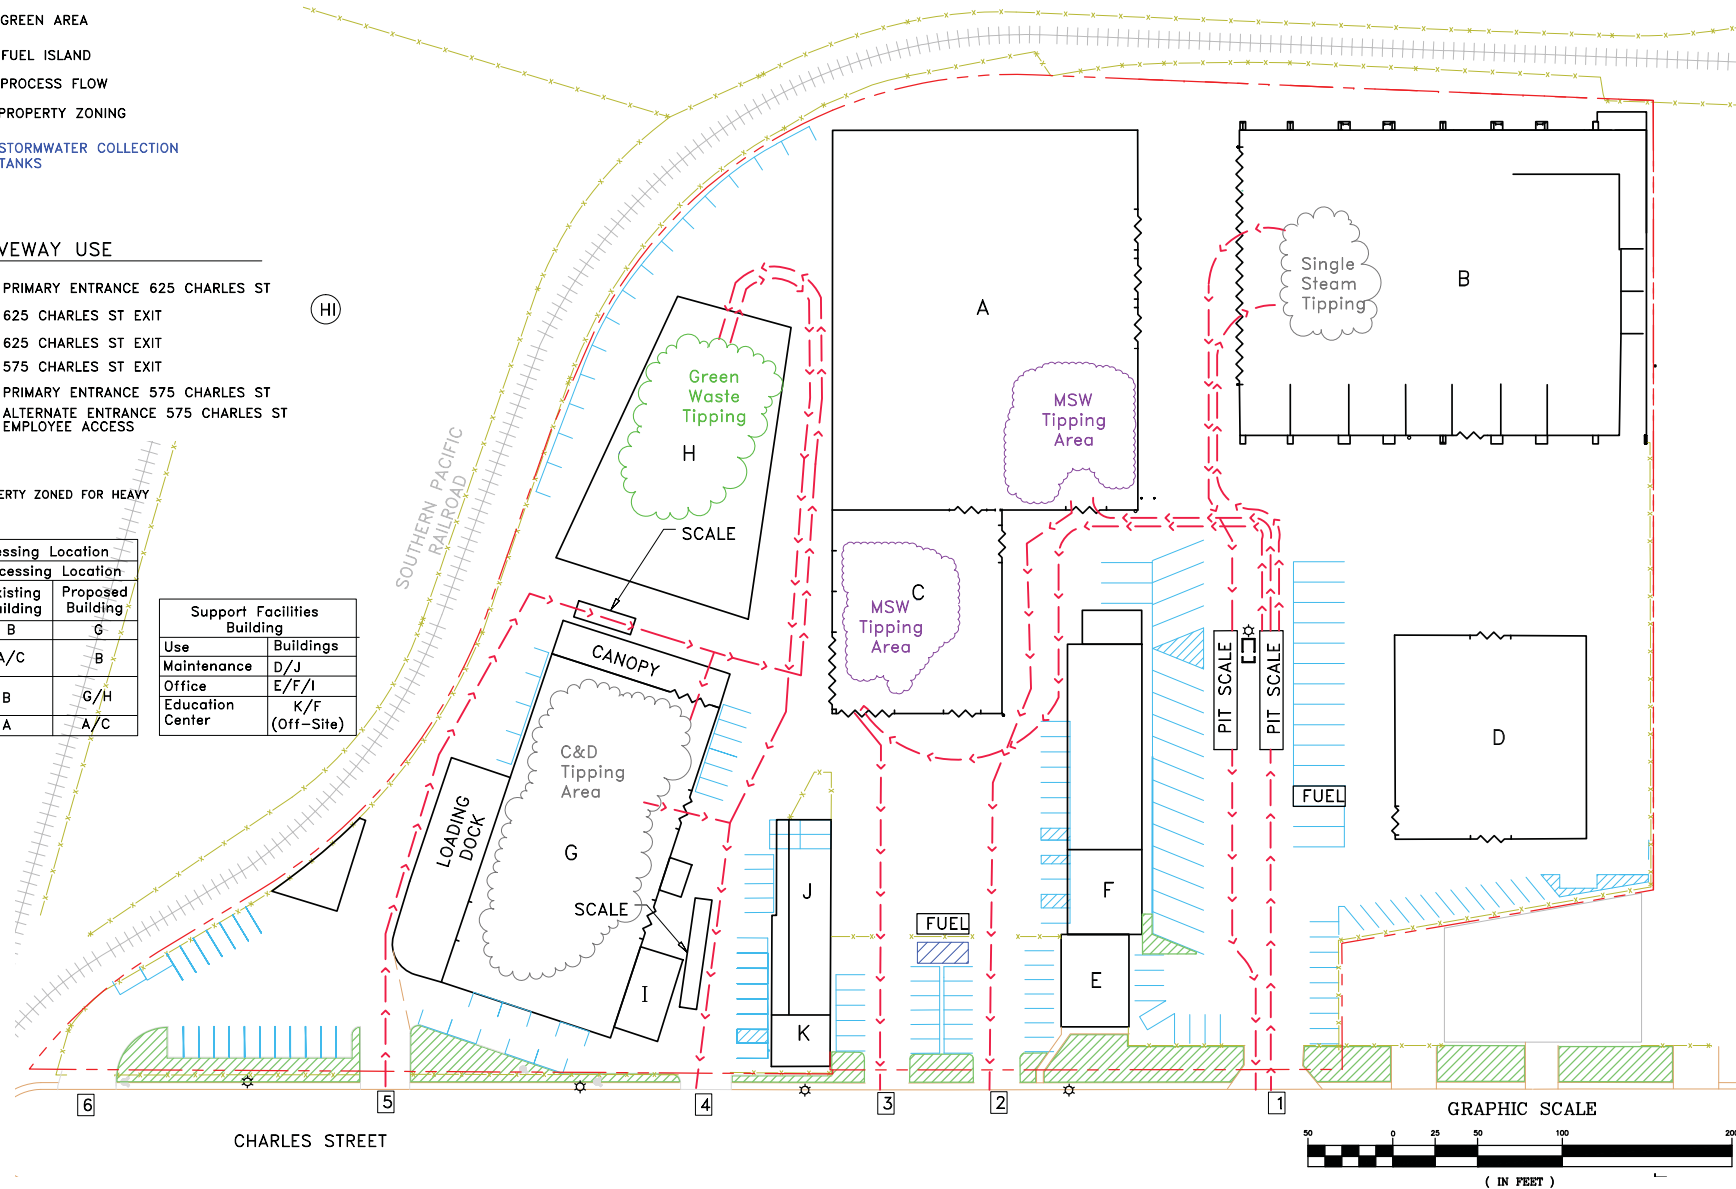 GREEN AREA
FUEL ISLAND
PROCESS FLOW
PROPERTY ZONING
STORMWATER COLLECTION
TANKS
VEWAY USE
PRIMARY ENTRANCE 625 CHARLES ST
625 CHARLES ST EXIT
625 CHARLES ST EXIT
575 CHARLES ST EXIT
PRIMARY ENTRANCE 575 CHARLES ST
ALTERNATE ENTRANCE 575 CHARLES ST
EMPLOYEE ACCESS
HI
ERTY ZONED FOR HEAVY
essing Location
cessing Location
xisting
uilding
Proposed
Building
B
G
A/C
B
B
G/H
A
A/C
Support Facilities
Building
Use
Buildings
Maintenance
D/J
Office
E/F/I
Education
Center
K/F
(Off-Site)
SOUTHERN PACIFIC
RAILROAD
Green
Waste
Tipping
H
SCALE
CANOPY
C&D
Tipping
Area
G
LOADING
DOCK
SCALE
I
A
MSW
Tipping
Area
C
MSW
Tipping
Area
B
Single
Steam
Tipping
PIT SCALE
PIT SCALE
FUEL
D
J
K
FUEL
F
E
6
5
4
3
2
1
CHARLES STREET
GRAPHIC SCALE
50
0
25
50
100
200
( IN FEET )